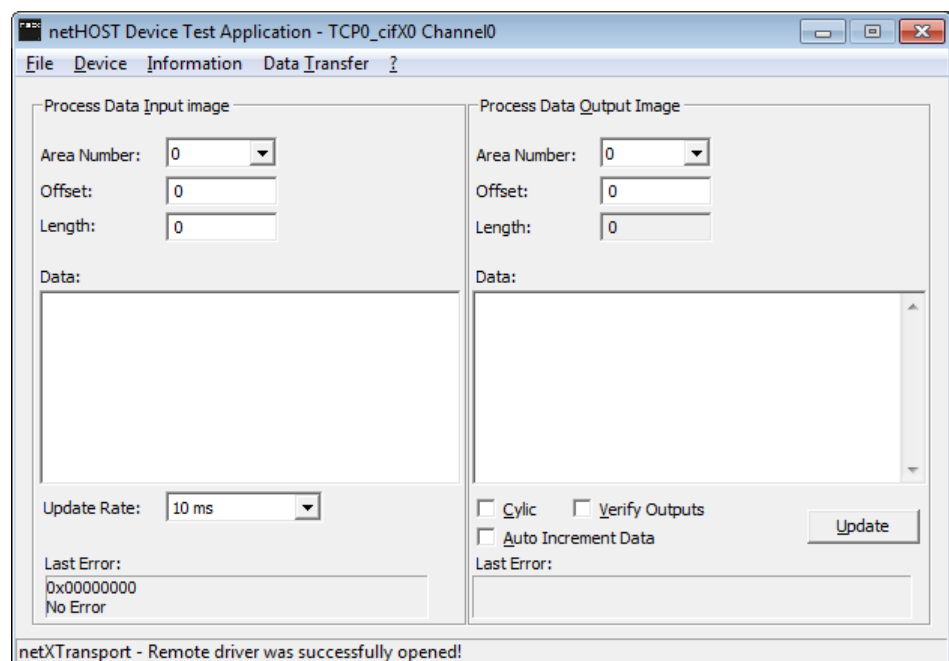 netHOST Device Test Application - TCP0_cifX0 Channel0
File Device Information Data Transfer ?
Process Data Input image
Area Number: 0
Offset: 0
Length: 0
Data:
Update Rate: 10 ms
Last Error:
0x00000000
No Error
Process Data Output Image
Area Number: 0
Offset: 0
Length: 0
Data:
Cylic Verify Outputs
Auto Increment Data
Update
Last Error:
netXTransport - Remote driver was successfully opened!